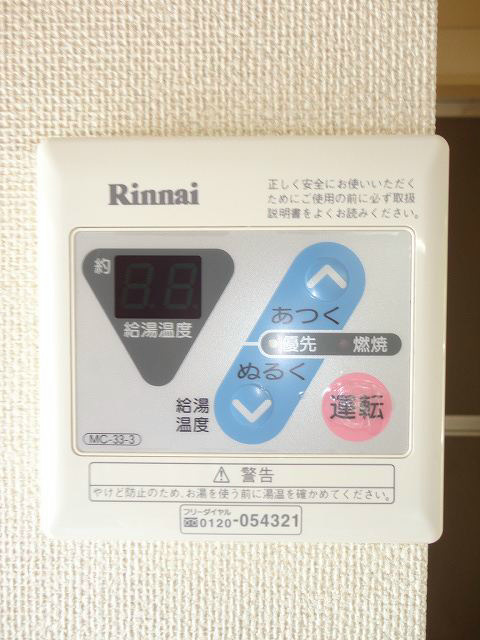 Rinnai
正しく安全にお使いいただく
ためにご使用の前に必ず取扱
説明書をよくお読みください。
約
給湯温度
あつく
優先 燃焼
ぬるく
給湯
温度
運転
MC-33-3
警告
やけど防止のため、お湯を使う前に湯温を確かめてください。
フリーダイヤル
0120-054321